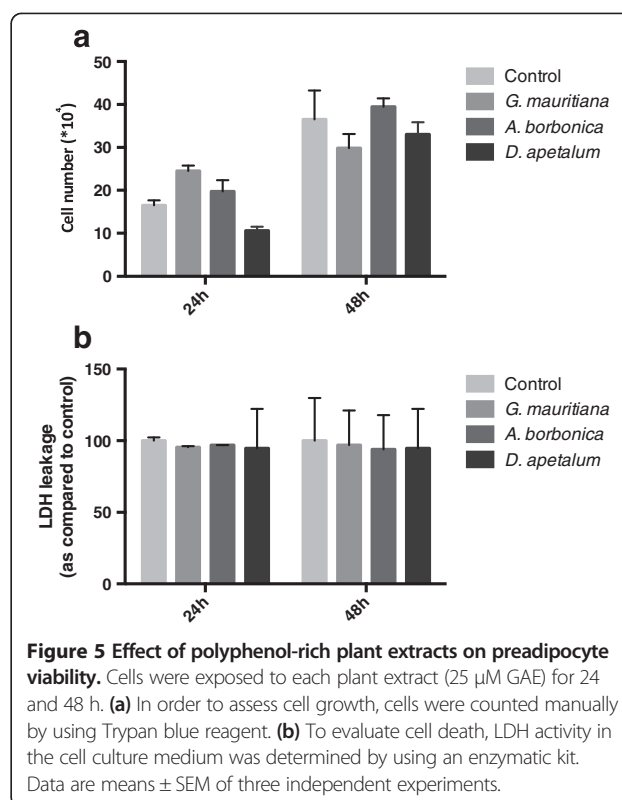 a
50
40
30
20
10
0
Cell number (*10⁴)
24h
48h
Control
G. mauritiana
A. borbonica
D. apetalum
b
150
100
50
0
LDH leakage
(as compared to control)
24h
48h
Control
G. mauritiana
A. borbonica
D. apetalum
Figure 5 Effect of polyphenol-rich plant extracts on preadipocyte
viability. Cells were exposed to each plant extract (25 μM GAE) for 24
and 48 h. (a) In order to assess cell growth, cells were counted manually
by using Trypan blue reagent. (b) To evaluate cell death, LDH activity in
the cell culture medium was determined by using an enzymatic kit.
Data are means ± SEM of three independent experiments.